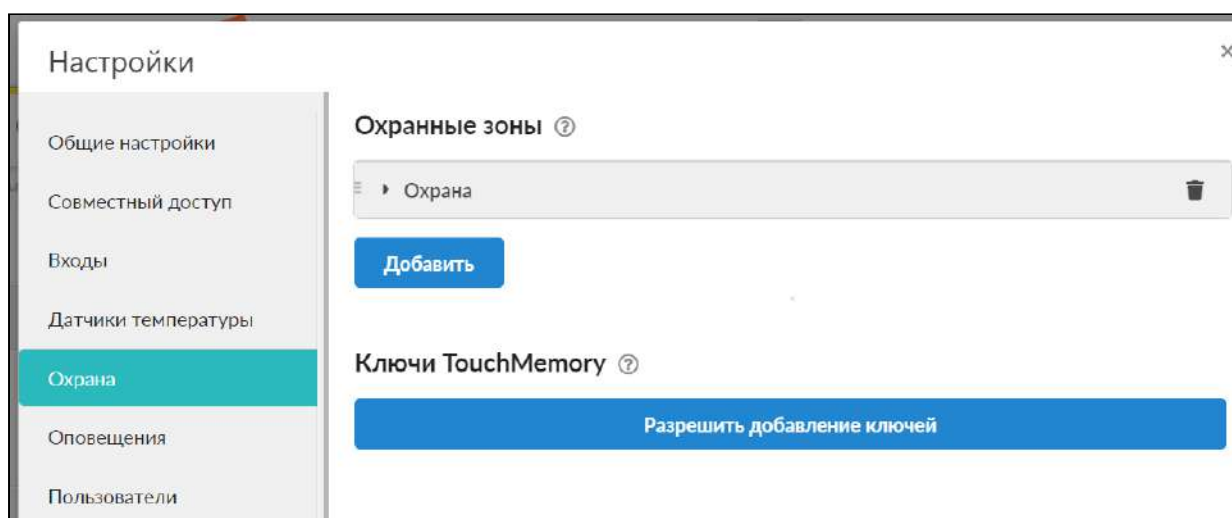 Настройки
Общие настройки
Совместный доступ
Входы
Датчики температуры
Охрана
Оповещения
Пользователи
Охранные зоны
Охрана
Добавить
Ключи TouchMemory
Разрешить добавление ключей